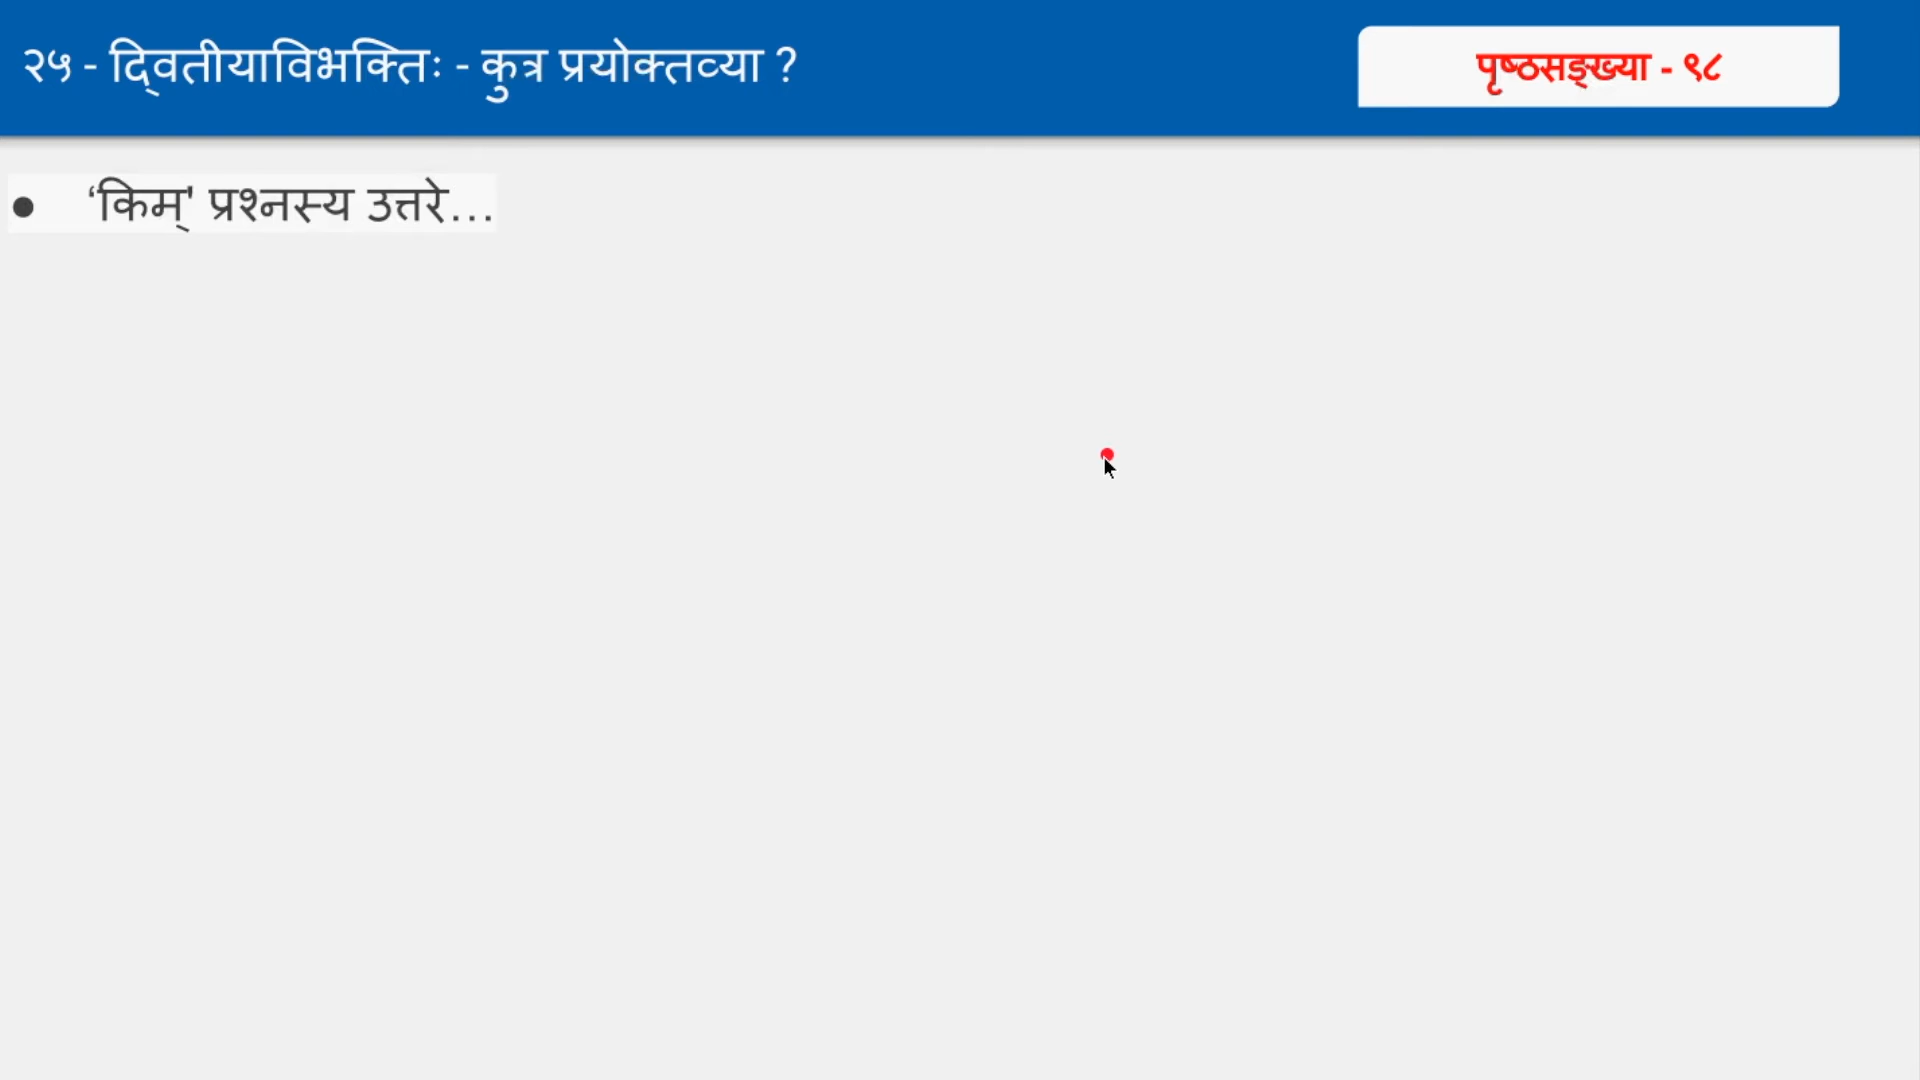 २५ - द्वितीयाविभक्तिः - कुत्र प्रयोक्तव्या ?
पृष्ठसङ्ख्या - ९८
● ‘किम्' प्रश्नस्य उत्तरे...